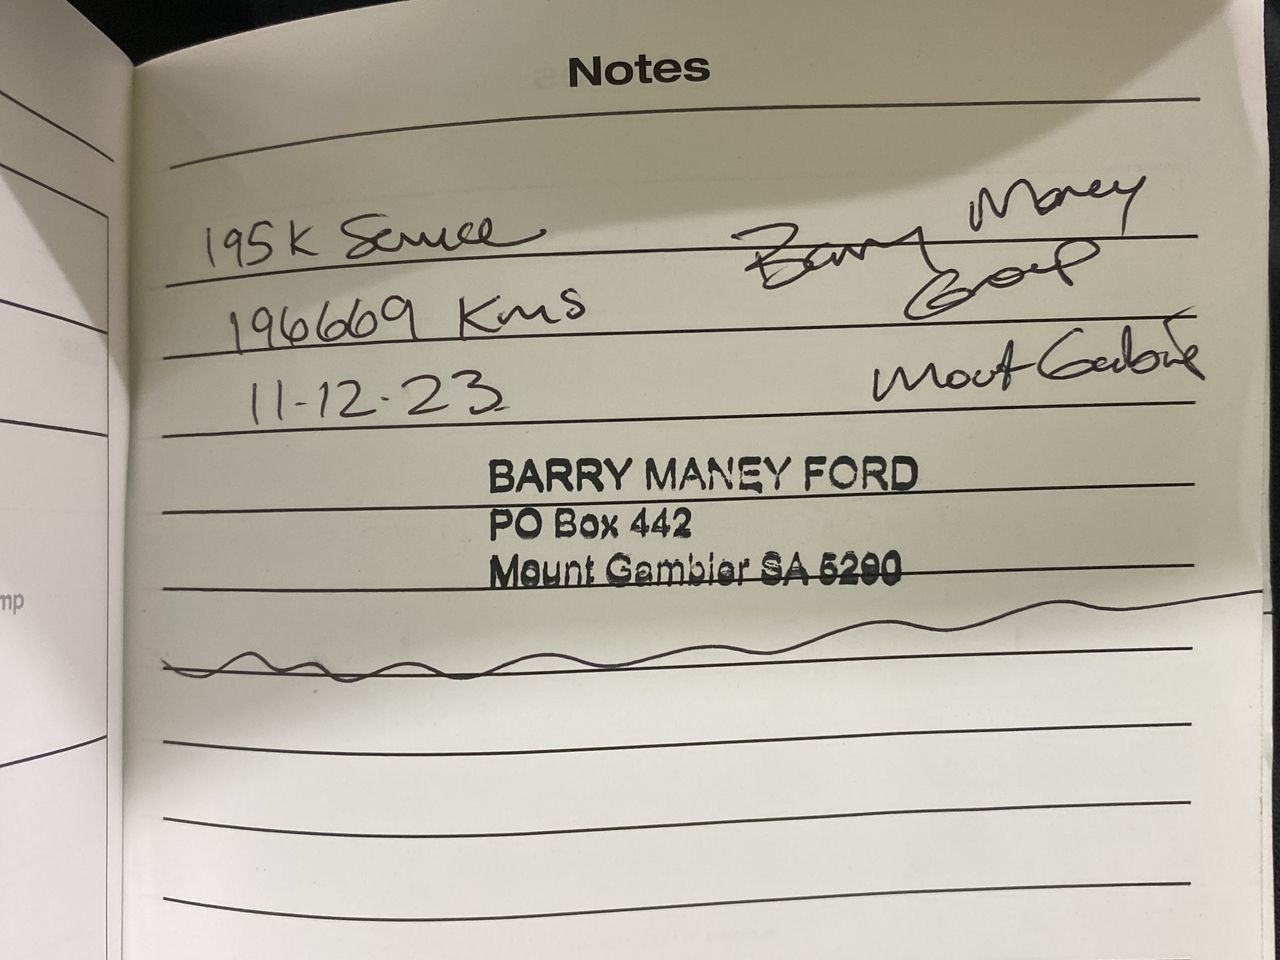 Notes
195K Service
Barry Maney
Group
196669 Kms
Mount Gambier
11-12-23
BARRY MANEY FORD
PO Box 442
Mount Gambier SA 5290
mp